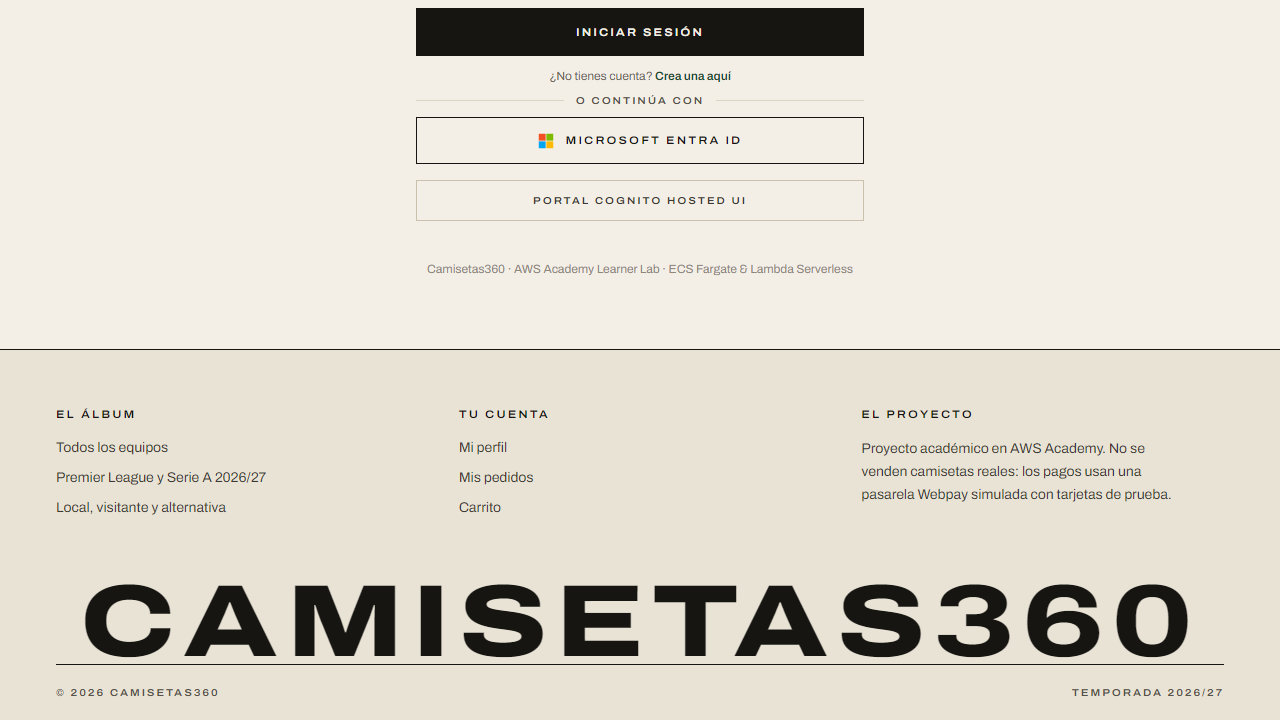 INICIAR SESIÓN
¿No tienes cuenta? Crea una aquí
O CONTINÚA CON
MICROSOFT ENTRA ID
PORTAL COGNITO HOSTED UI
Camisetas360 · AWS Academy Learner Lab · ECS Fargate & Lambda Serverless
EL ÁLBUM
Todos los equipos
Premier League y Serie A 2026/27
Local, visitante y alternativa
TU CUENTA
Mi perfil
Mis pedidos
Carrito
EL PROYECTO
Proyecto académico en AWS Academy. No se
venden camisetas reales: los pagos usan una
pasarela Webpay simulada con tarjetas de prueba.
CAMISETAS360
© 2026 CAMISETAS360
TEMPORADA 2026/27